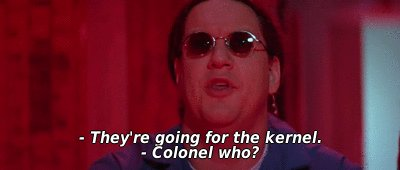 - They're going for the kernel.
- Colonel who?